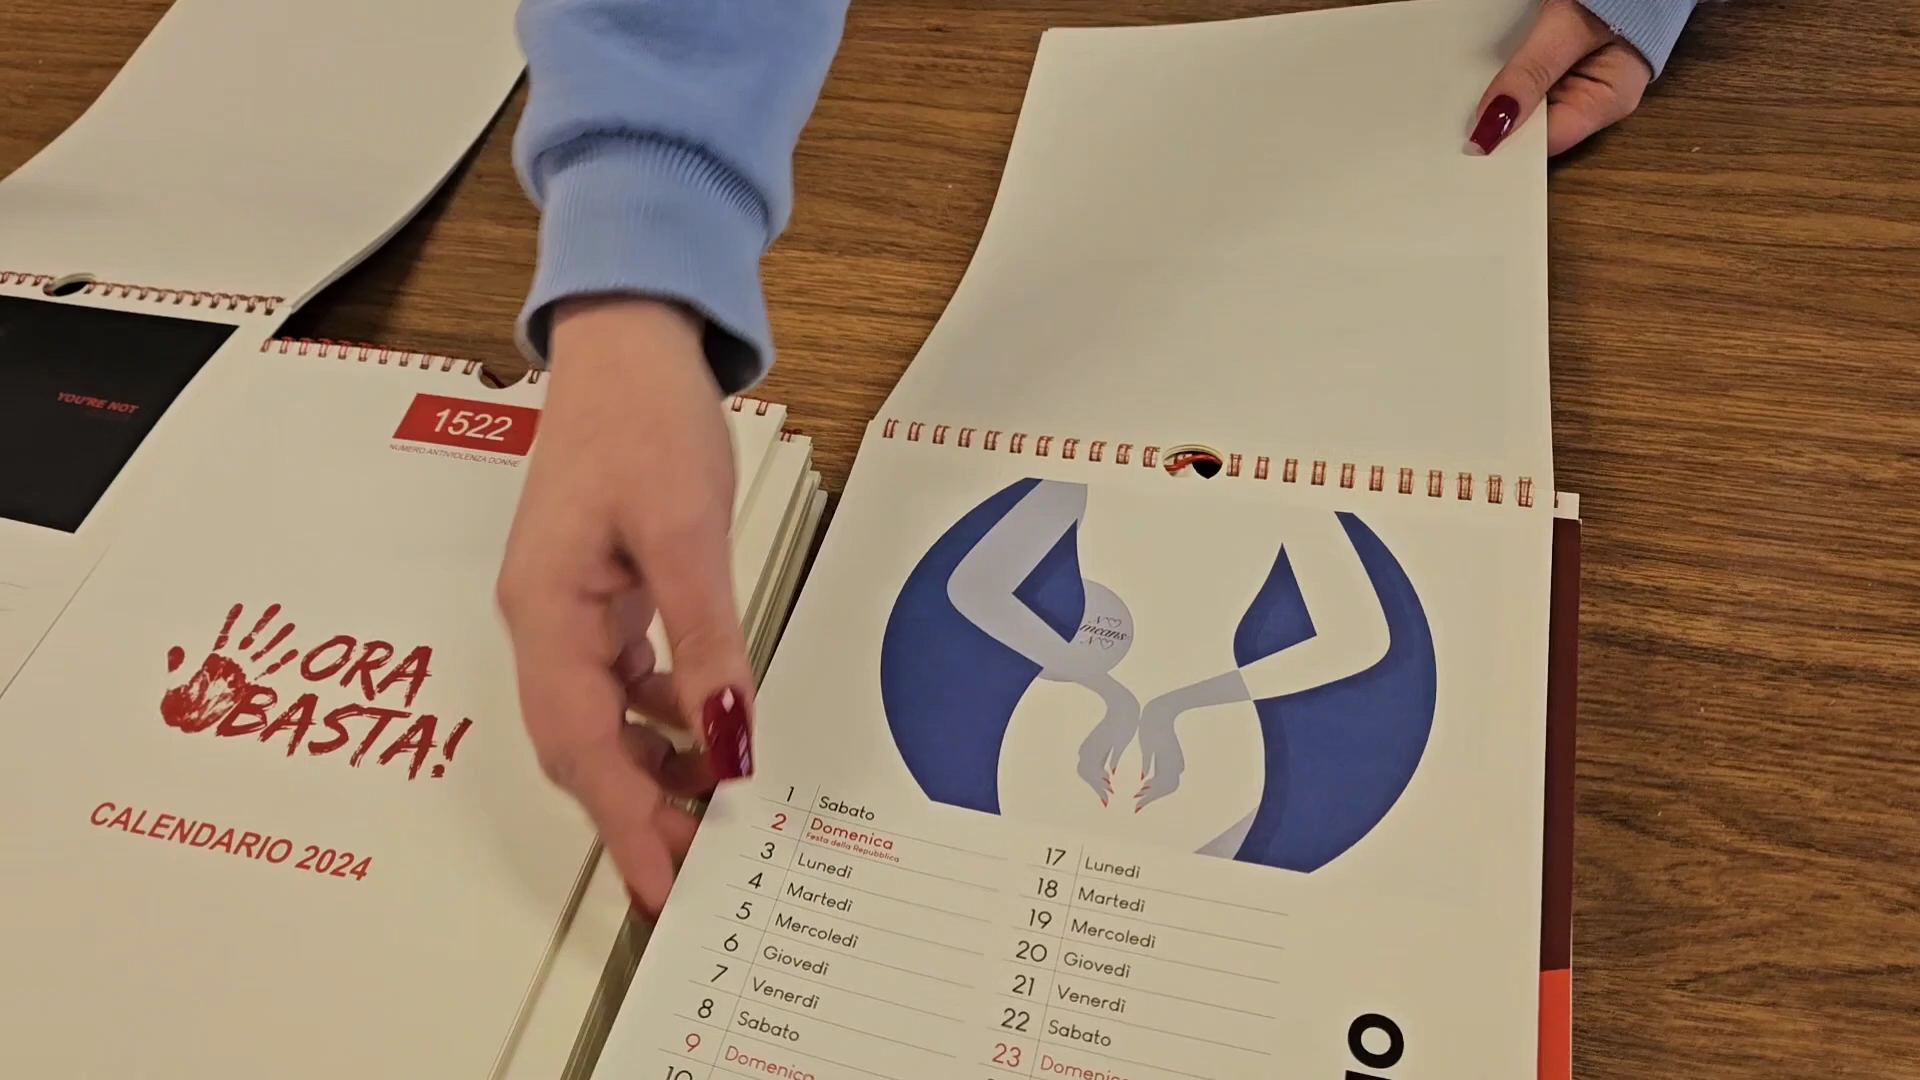 YOU'RE NOT
1522
NUMERO ANTIVIOLENZA DONNE
ORA
BASTA!
CALENDARIO 2024
N♡
means
N♡
1 Sabato
2 Domenica
Festa della Repubblica
3 Lunedì
4 Martedì
5 Mercoledì
6 Giovedì
7 Venerdì
8 Sabato
9 Domenica
10
17 Lunedì
18 Martedì
19 Mercoledì
20 Giovedì
21 Venerdì
22 Sabato
23 Domenica